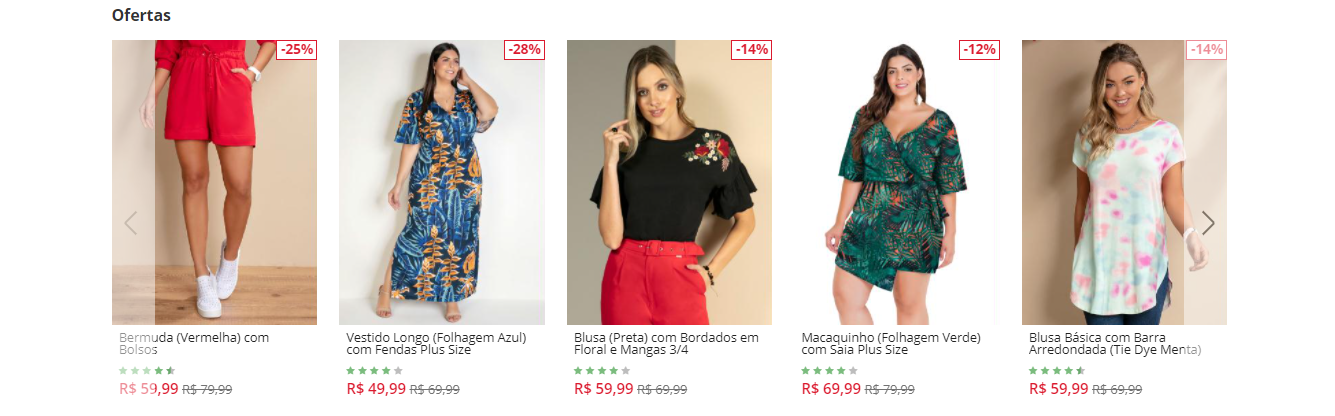 Ofertas
-25%
-28%
-14%
-12%
-14%
Bermuda (Vermelha) com
Bolsos
R$ 59,99 R$ 79,99
Vestido Longo (Folhagem Azul)
com Fendas Plus Size
R$ 49,99 R$ 69,99
Blusa (Preta) com Bordados em
Floral e Mangas 3/4
R$ 59,99 R$ 69,99
Macaquinho (Folhagem Verde)
com Saia Plus Size
R$ 69,99 R$ 79,99
Blusa Básica com Barra
Arredondada (Tie Dye Menta)
R$ 59,99 R$ 69,99